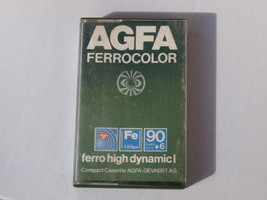 AGFA
FERROCOLOR
Fe 90
+6
ferro high dynamic I
Compact Cassette AGFA-GEVAERT AG